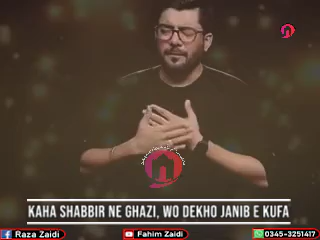 KAHA SHABBIR NE GHAZI, WO DEKHO JANIB E KUFA
Raza Zaidi
Fahim Zaidi
0345-3251417